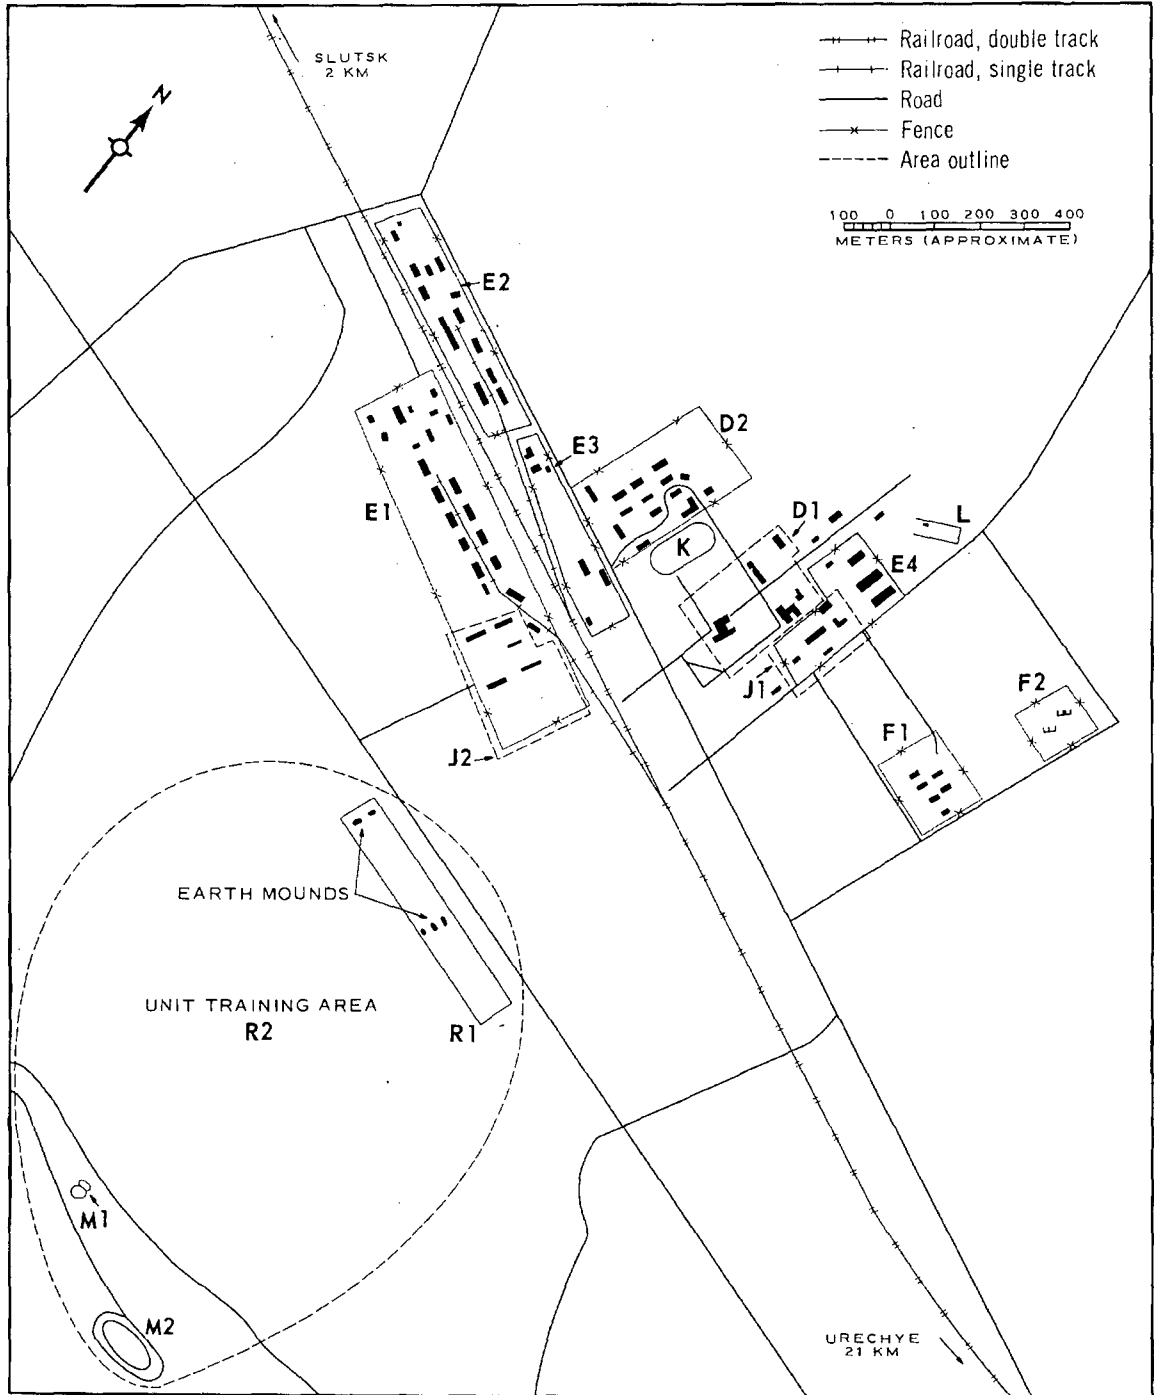 SLUTSK
2 KM
N
Railroad, double track
Railroad, single track
Road
Fence
Area outline
100 0 100 200 300 400
METERS (APPROXIMATE)
E2
E3
D2
E1
K
D1
L
E4
J1
J2
F2
F1
E
E
EARTH MOUNDS
UNIT TRAINING AREA
R2
R1
M1
M2
URECHYE
21 KM